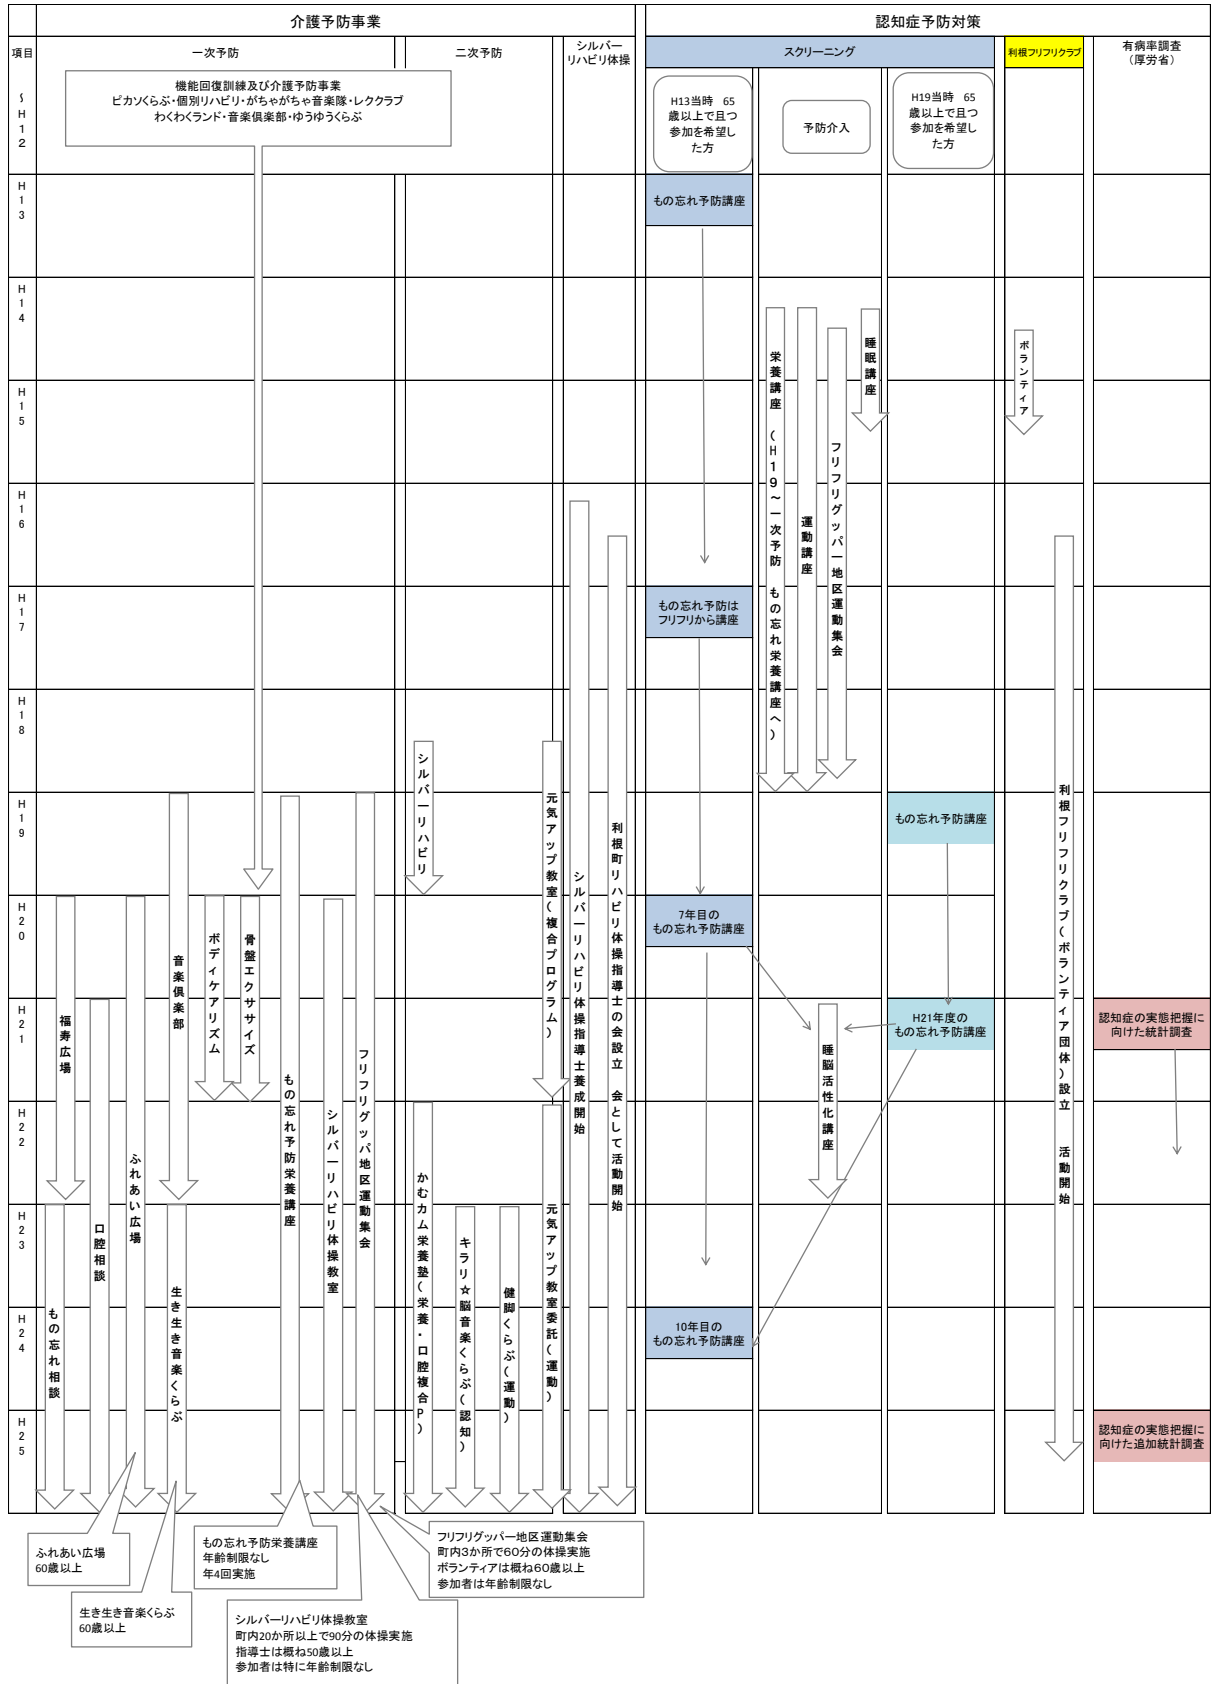 介護予防事業
認知症予防対策
項目
一次予防
二次予防
シルバー
リハビリ体操
スクリーニング
利根フリフリクラブ
有病率調査
（厚労省）
～H12
機能回復訓練及び介護予防事業
ピカソくらぶ・個別リハビリ・がちゃがちゃ音楽隊・レククラブ
わくわくランド・音楽倶楽部・ゆうゆうくらぶ
H13当時　65
歳以上で且つ
参加を希望し
た方
予防介入
H19当時　65
歳以上で且つ
参加を希望し
た方
H13
もの忘れ予防講座
H14
栄養講座　（H19～一次予防　もの忘れ栄養講座へ）
運動講座
フリフリグッパー地区運動集会
睡眠講座
ボランティア
H15
H16
シルバーリハビリ体操指導士養成開始
利根町リハビリ体操指導士の会設立　会として活動開始
利根フリフリクラブ（ボランティア団体）設立　活動開始
H17
もの忘れ予防は
フリフリから講座
H18
シルバーリハビリ
元気アップ教室（複合プログラム）
H19
音楽倶楽部
もの忘れ予防栄養講座
フリフリグッパー地区運動集会
もの忘れ予防講座
H20
福寿広場
ふれあい広場
ボディケアリズム
骨盤エクササイズ
シルバーリハビリ体操教室
7年目の
もの忘れ予防講座
H21
口腔相談
睡脳活性化講座
H21年度の
もの忘れ予防講座
認知症の実態把握に
向けた統計調査
H22
かむカム栄養塾（栄養・口腔複合P）
元気アップ教室委託（運動）
H23
もの忘れ相談
生き生き音楽くらぶ
キラリ☆脳音楽くらぶ（認知）
健脚くらぶ（運動）
H24
10年目の
もの忘れ予防講座
H25
認知症の実態把握に
向けた追加統計調査
ふれあい広場
60歳以上
生き生き音楽くらぶ
60歳以上
もの忘れ予防栄養講座
年齢制限なし
年4回実施
シルバーリハビリ体操教室
町内20か所以上で90分の体操実施
指導士は概ね50歳以上
参加者は特に年齢制限なし
フリフリグッパー地区運動集会
町内3か所で60分の体操実施
ボランティアは概ね60歳以上
参加者は年齢制限なし